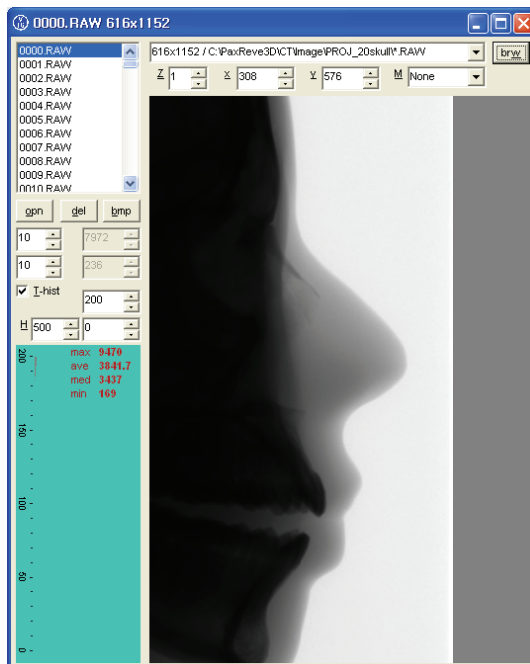 0000.RAW 616x1152
0000.RAW
0001.RAW
0002.RAW
0003.RAW
0004.RAW
0005.RAW
0006.RAW
0007.RAW
0008.RAW
0009.RAW
0010.RAW
616x1152 / C:\PaxReve3D\CT\Image\PROJ_20skull\*.RAW
brw
Z 1 X 308 Y 576 M None
opn del bmp
10 7972
10 236
T-hist
200
H 500 0
max 9470
ave 3841.7
med 3437
min 169
200
150
100
50
0